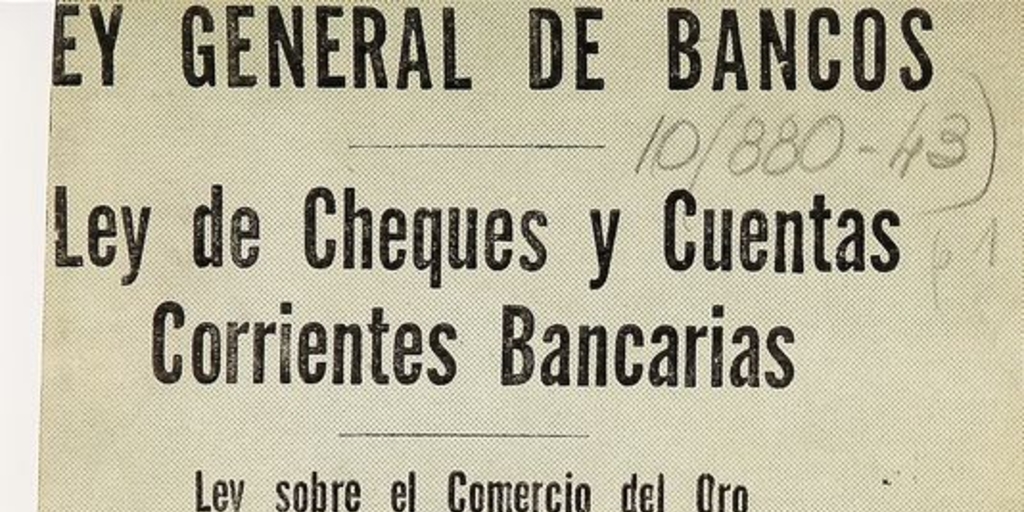 EY GENERAL DE BANCOS
10/880-43)
Ley de Cheques y Cuentas
Corrientes Bancarias
Ley sobre el Comercio del Oro